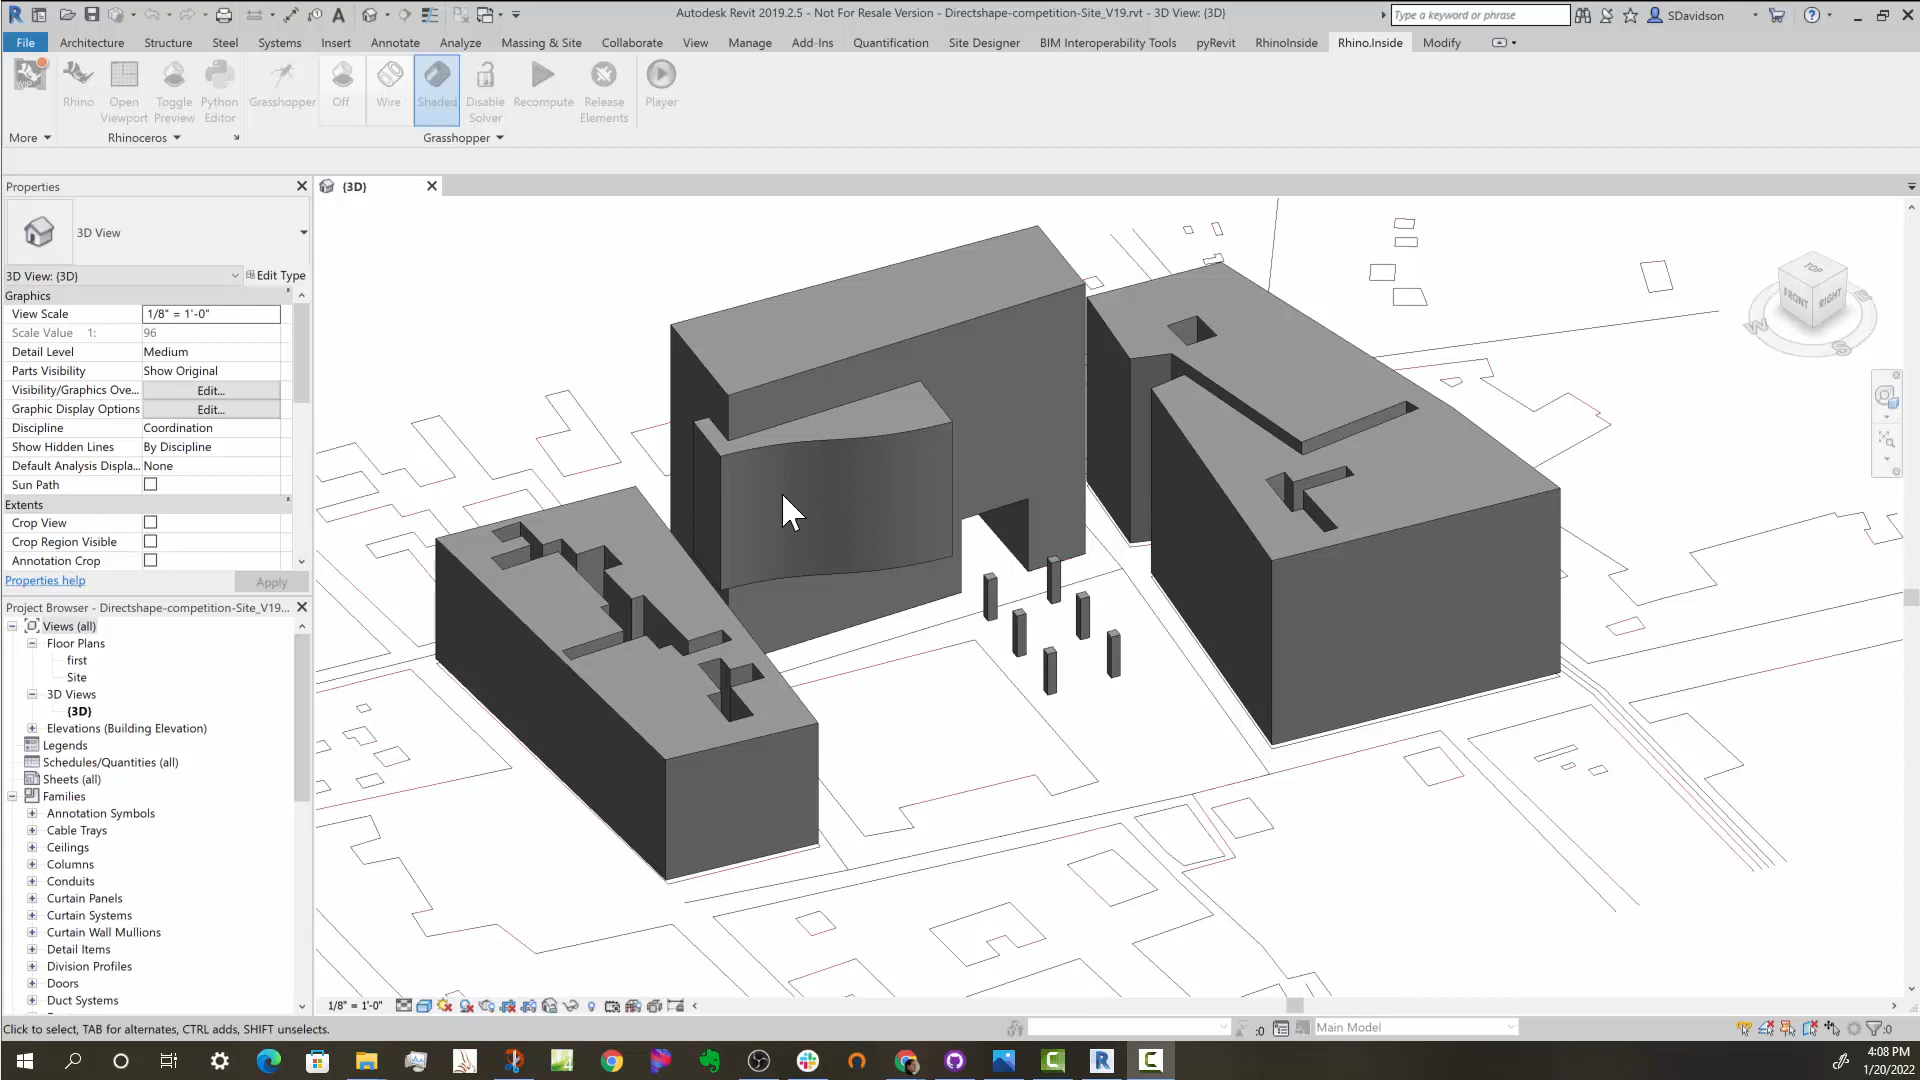 Autodesk Revit 2019.2.5 - Not For Resale Version - Directshape-competition-Site_V19.rvt - 3D View: {3D}
Type a keyword or phrase
SDavidson
File Architecture Structure Steel Systems Insert Annotate Analyze Massing & Site Collaborate View Manage Add-Ins Quantification Site Designer BIM Interoperability Tools pyRevit RhinoInside Rhino.Inside Modify
WIP
Rhino
Open Viewport
Toggle Preview
Python Editor
Grasshopper
Off
Wire
Shaded
Disable Solver
Recompute
Release Elements
Player
More
Rhinoceros
Grasshopper
Properties
{3D}
3D View
3D View: {3D}
Edit Type
Graphics
View Scale 1/8" = 1'-0"
Scale Value 1: 96
Detail Level Medium
Parts Visibility Show Original
Visibility/Graphics Ove... Edit...
Graphic Display Options Edit...
Discipline Coordination
Show Hidden Lines By Discipline
Default Analysis Displa... None
Sun Path
Extents
Crop View
Crop Region Visible
Annotation Crop
Properties help
Apply
Project Browser - Directshape-competition-Site_V19...
Views (all)
Floor Plans
first
Site
3D Views
{3D}
Elevations (Building Elevation)
Legends
Schedules/Quantities (all)
Sheets (all)
Families
Annotation Symbols
Cable Trays
Ceilings
Columns
Conduits
Curtain Panels
Curtain Systems
Curtain Wall Mullions
Detail Items
Division Profiles
Doors
Duct Systems
TOP
FRONT
RIGHT
W
S
E
1/8" = 1'-0"
Click to select, TAB for alternates, CTRL adds, SHIFT unselects.
:0
Main Model
:0
4:08 PM
1/20/2022